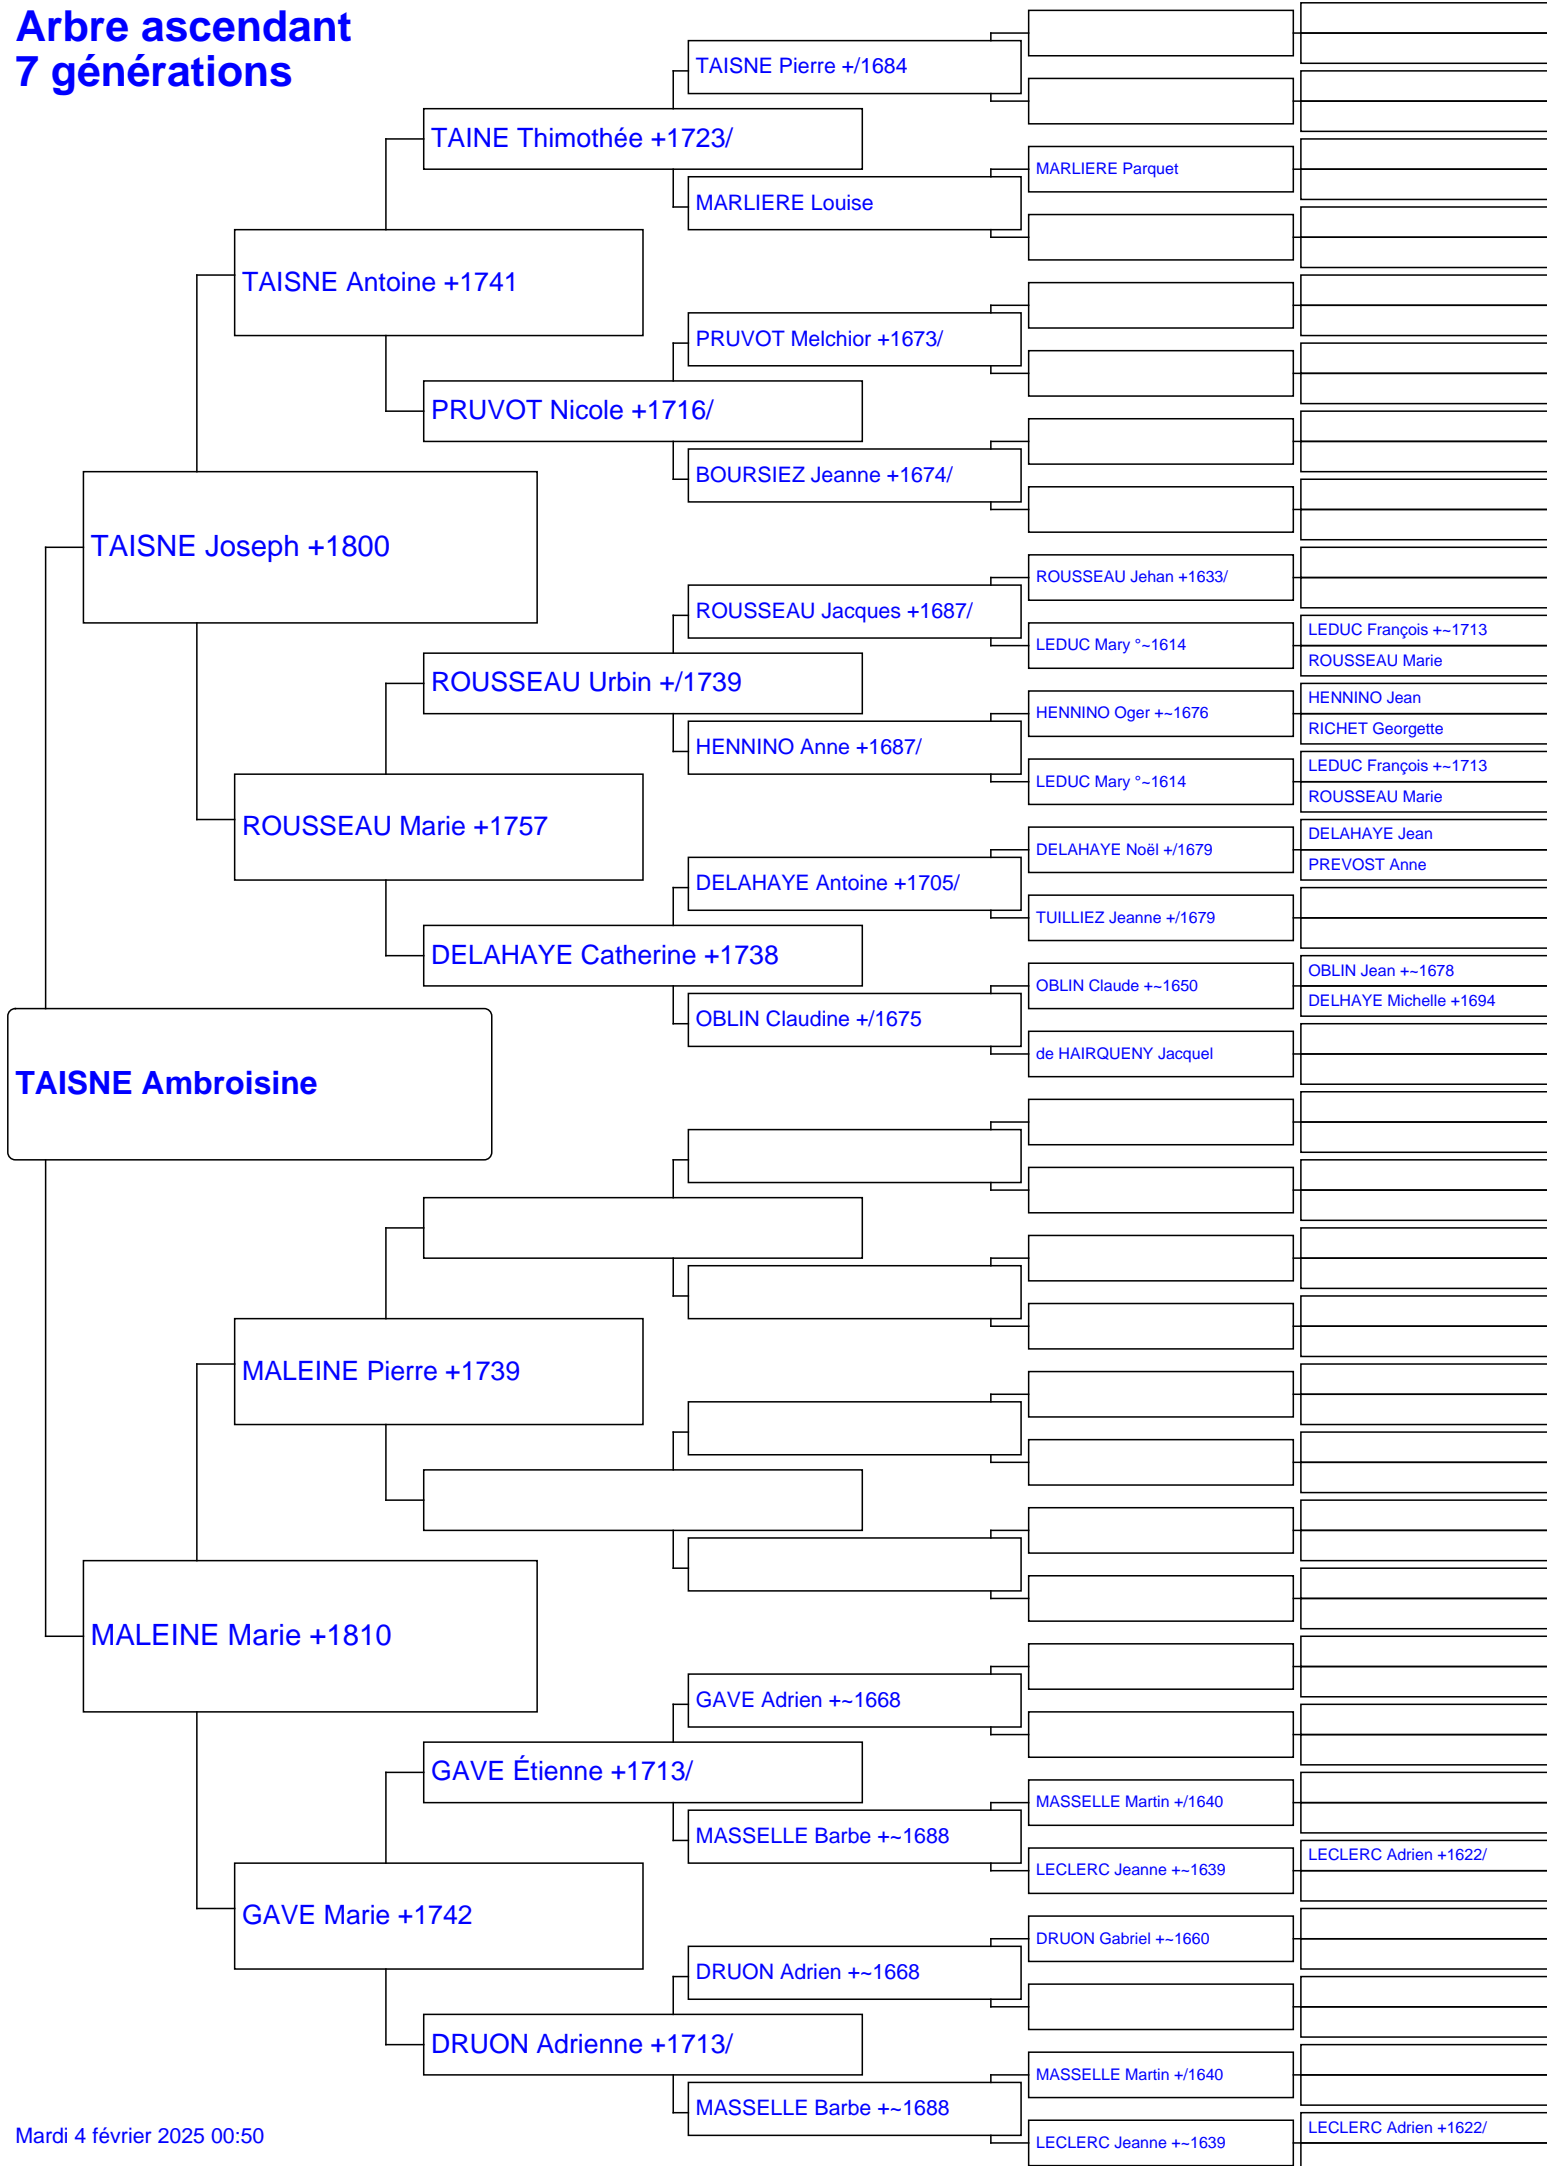 Arbre ascendant
7 générations
TAISNE Pierre +/1684
TAINE Thimothée +1723/
MARLIERE Parquet
MARLIERE Louise
TAISNE Antoine +1741
PRUVOT Melchior +1673/
PRUVOT Nicole +1716/
BOURSIEZ Jeanne +1674/
TAISNE Joseph +1800
ROUSSEAU Jehan +1633/
ROUSSEAU Jacques +1687/
LEDUC François +~1713
LEDUC Mary °~1614
ROUSSEAU Marie
ROUSSEAU Urbin +/1739
HENNINO Jean
HENNINO Oger +~1676
RICHET Georgette
HENNINO Anne +1687/
LEDUC François +~1713
LEDUC Mary °~1614
ROUSSEAU Marie
ROUSSEAU Marie +1757
DELAHAYE Jean
DELAHAYE Noël +/1679
PREVOST Anne
DELAHAYE Antoine +1705/
TUILLIEZ Jeanne +/1679
DELAHAYE Catherine +1738
OBLIN Jean +~1678
OBLIN Claude +~1650
DELHAYE Michelle +1694
OBLIN Claudine +/1675
de HAIRQUENY Jacquel
TAISNE Ambroisine
MALEINE Pierre +1739
MALEINE Marie +1810
GAVE Adrien +~1668
GAVE Étienne +1713/
MASSELLE Martin +/1640
MASSELLE Barbe +~1688
LECLERC Adrien +1622/
LECLERC Jeanne +~1639
GAVE Marie +1742
DRUON Gabriel +~1660
DRUON Adrien +~1668
DRUON Adrienne +1713/
MASSELLE Martin +/1640
MASSELLE Barbe +~1688
LECLERC Adrien +1622/
LECLERC Jeanne +~1639
Mardi 4 février 2025 00:50